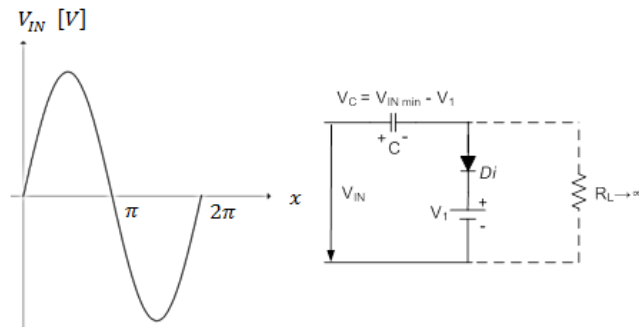 V_IN [V]
x
π
2π
V_C = V_IN min - V_1
+ -
C
Di
V_IN
V_1
+
-
R_L→∞